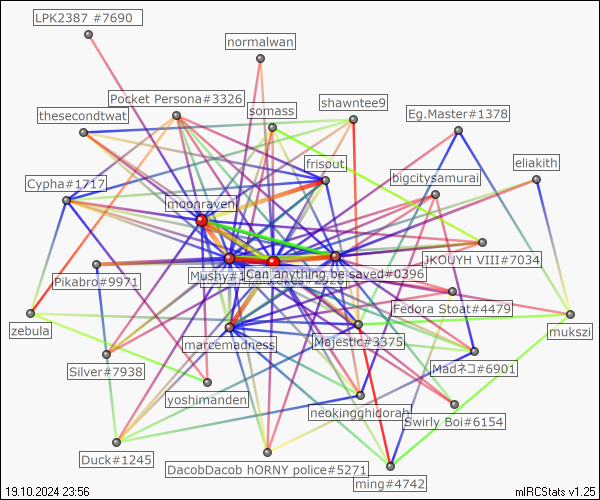 LPK2387 #7690
normalwan
Pocket Persona#3326
shawntee9
somass
thesecondtwat
Eg.Master#1378
frisout
eliakith
bigcitysamurai
Cypha#1717
moonraven
JKOUYH VIII#7034
Can anything be saved#0396
Pikabro#9971
Fedora Stoat#4479
zebula
marcemadness
Majestic#3375
mukszi
Silver#7938
Madネコ#6901
yoshimanden
neokingghidorah
Swirly Boi#6154
Duck#1245
DacobDacob hORNY police#5271
ming#4742
19.10.2024 23:56
mIRCStats v1.25